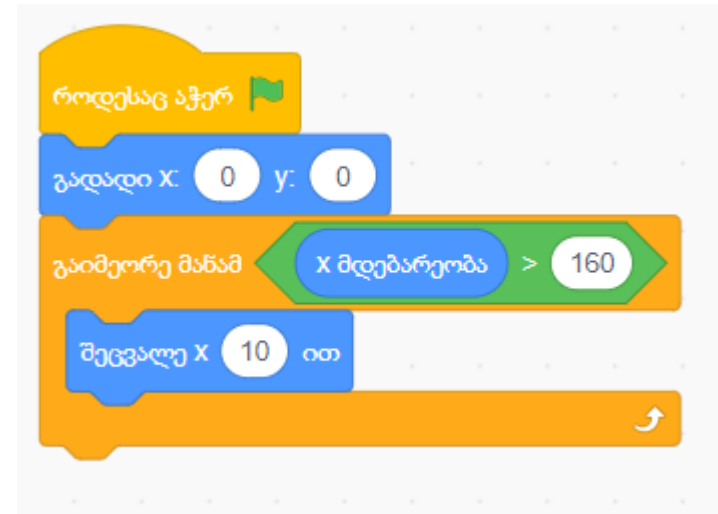 როდესაც აჭერ
გადადი x: 0 y: 0
გაიმეორე მანამ x მდებარეობა > 160
შეცვალე x 10 ით